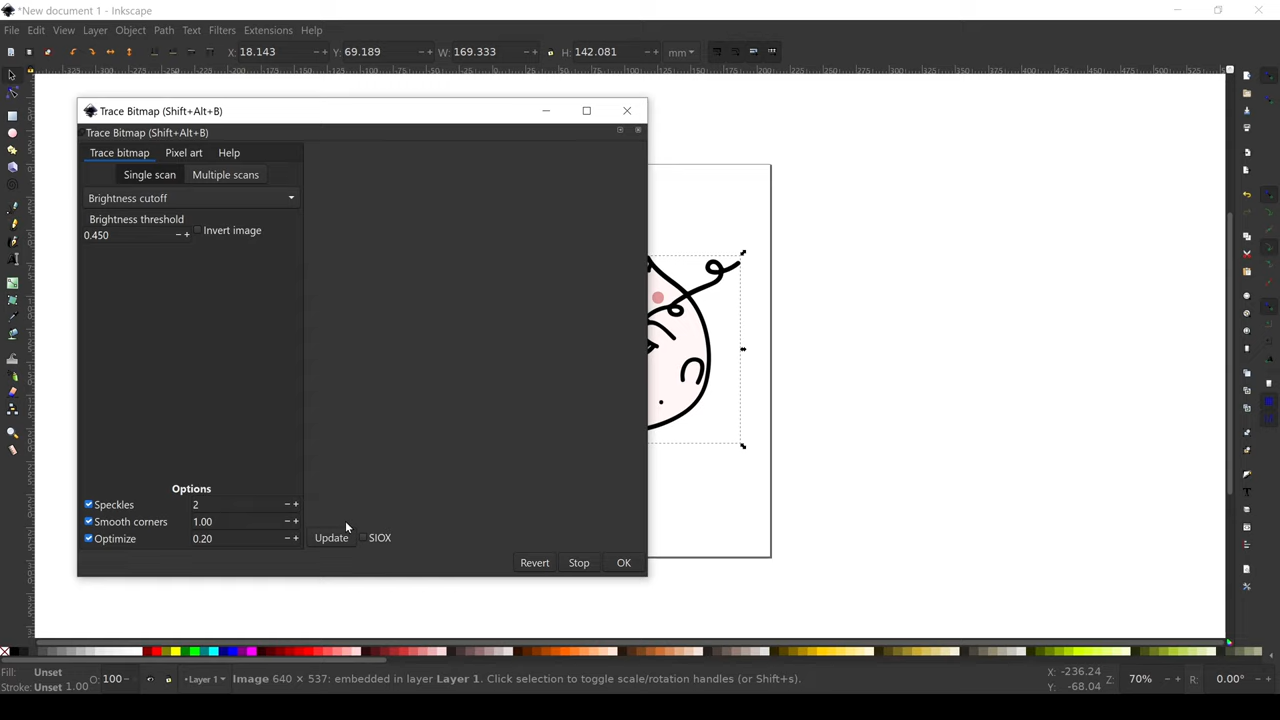 *New document 1 - Inkscape
File Edit View Layer Object Path Text Filters Extensions Help
X: 18.143 Y: 69.189 W: 169.333 H: 142.081 mm
Trace Bitmap (Shift+Alt+B)
Trace Bitmap (Shift+Alt+B)
Trace bitmap Pixel art Help
Single scan Multiple scans
Brightness cutoff
Brightness threshold
0.450 Invert image
Options
Speckles 2
Smooth corners 1.00
Optimize 0.20 Update SIOX
Revert Stop OK
Fill: Unset
Stroke: Unset 1.00 O: 100 Layer 1 Image 640 × 537: embedded in layer Layer 1. Click selection to toggle scale/rotation handles (or Shift+s).
X: -236.24
Y: -68.04 Z: 70% R: 0.00°